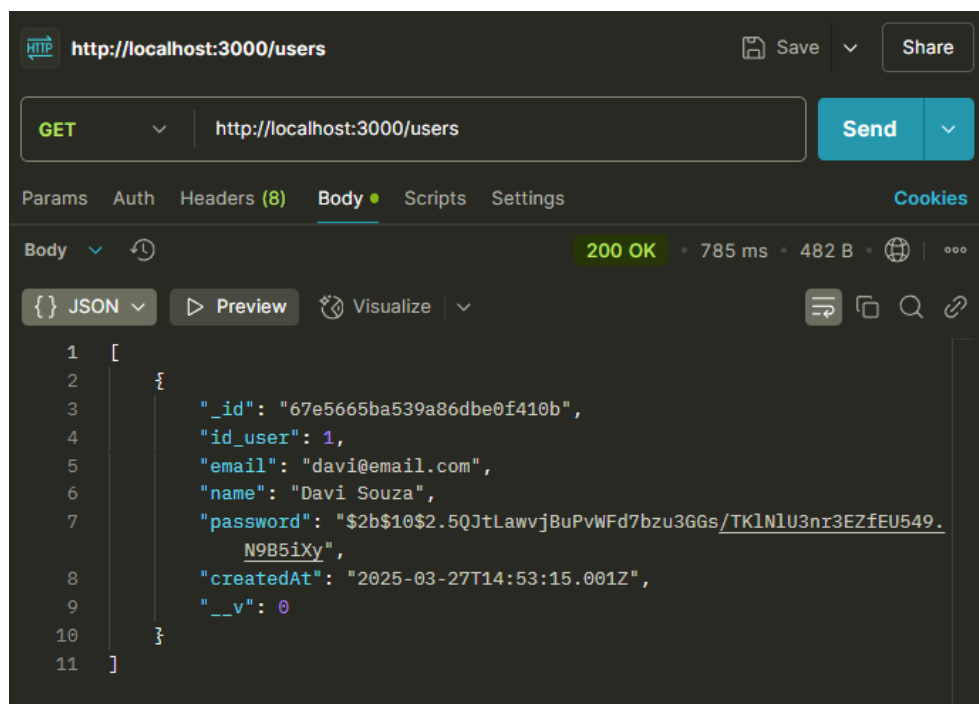 HTTP http://localhost:3000/users Save Share
GET http://localhost:3000/users Send
Params Auth Headers (8) Body Scripts Settings Cookies
Body 200 OK • 785 ms • 482 B •
{} JSON Preview Visualize
1 [
2 {
3 "_id": "67e5665ba539a86dbe0f410b",
4 "id_user": 1,
5 "email": "davi@email.com",
6 "name": "Davi Souza",
7 "password": "$2b$10$2.5QJtLawvjBuPvWFd7bzu3GGs/TKlNlU3nr3EZfEU549.
N9B5iXy",
8 "createdAt": "2025-03-27T14:53:15.001Z",
9 "__v": 0
10 }
11 ]